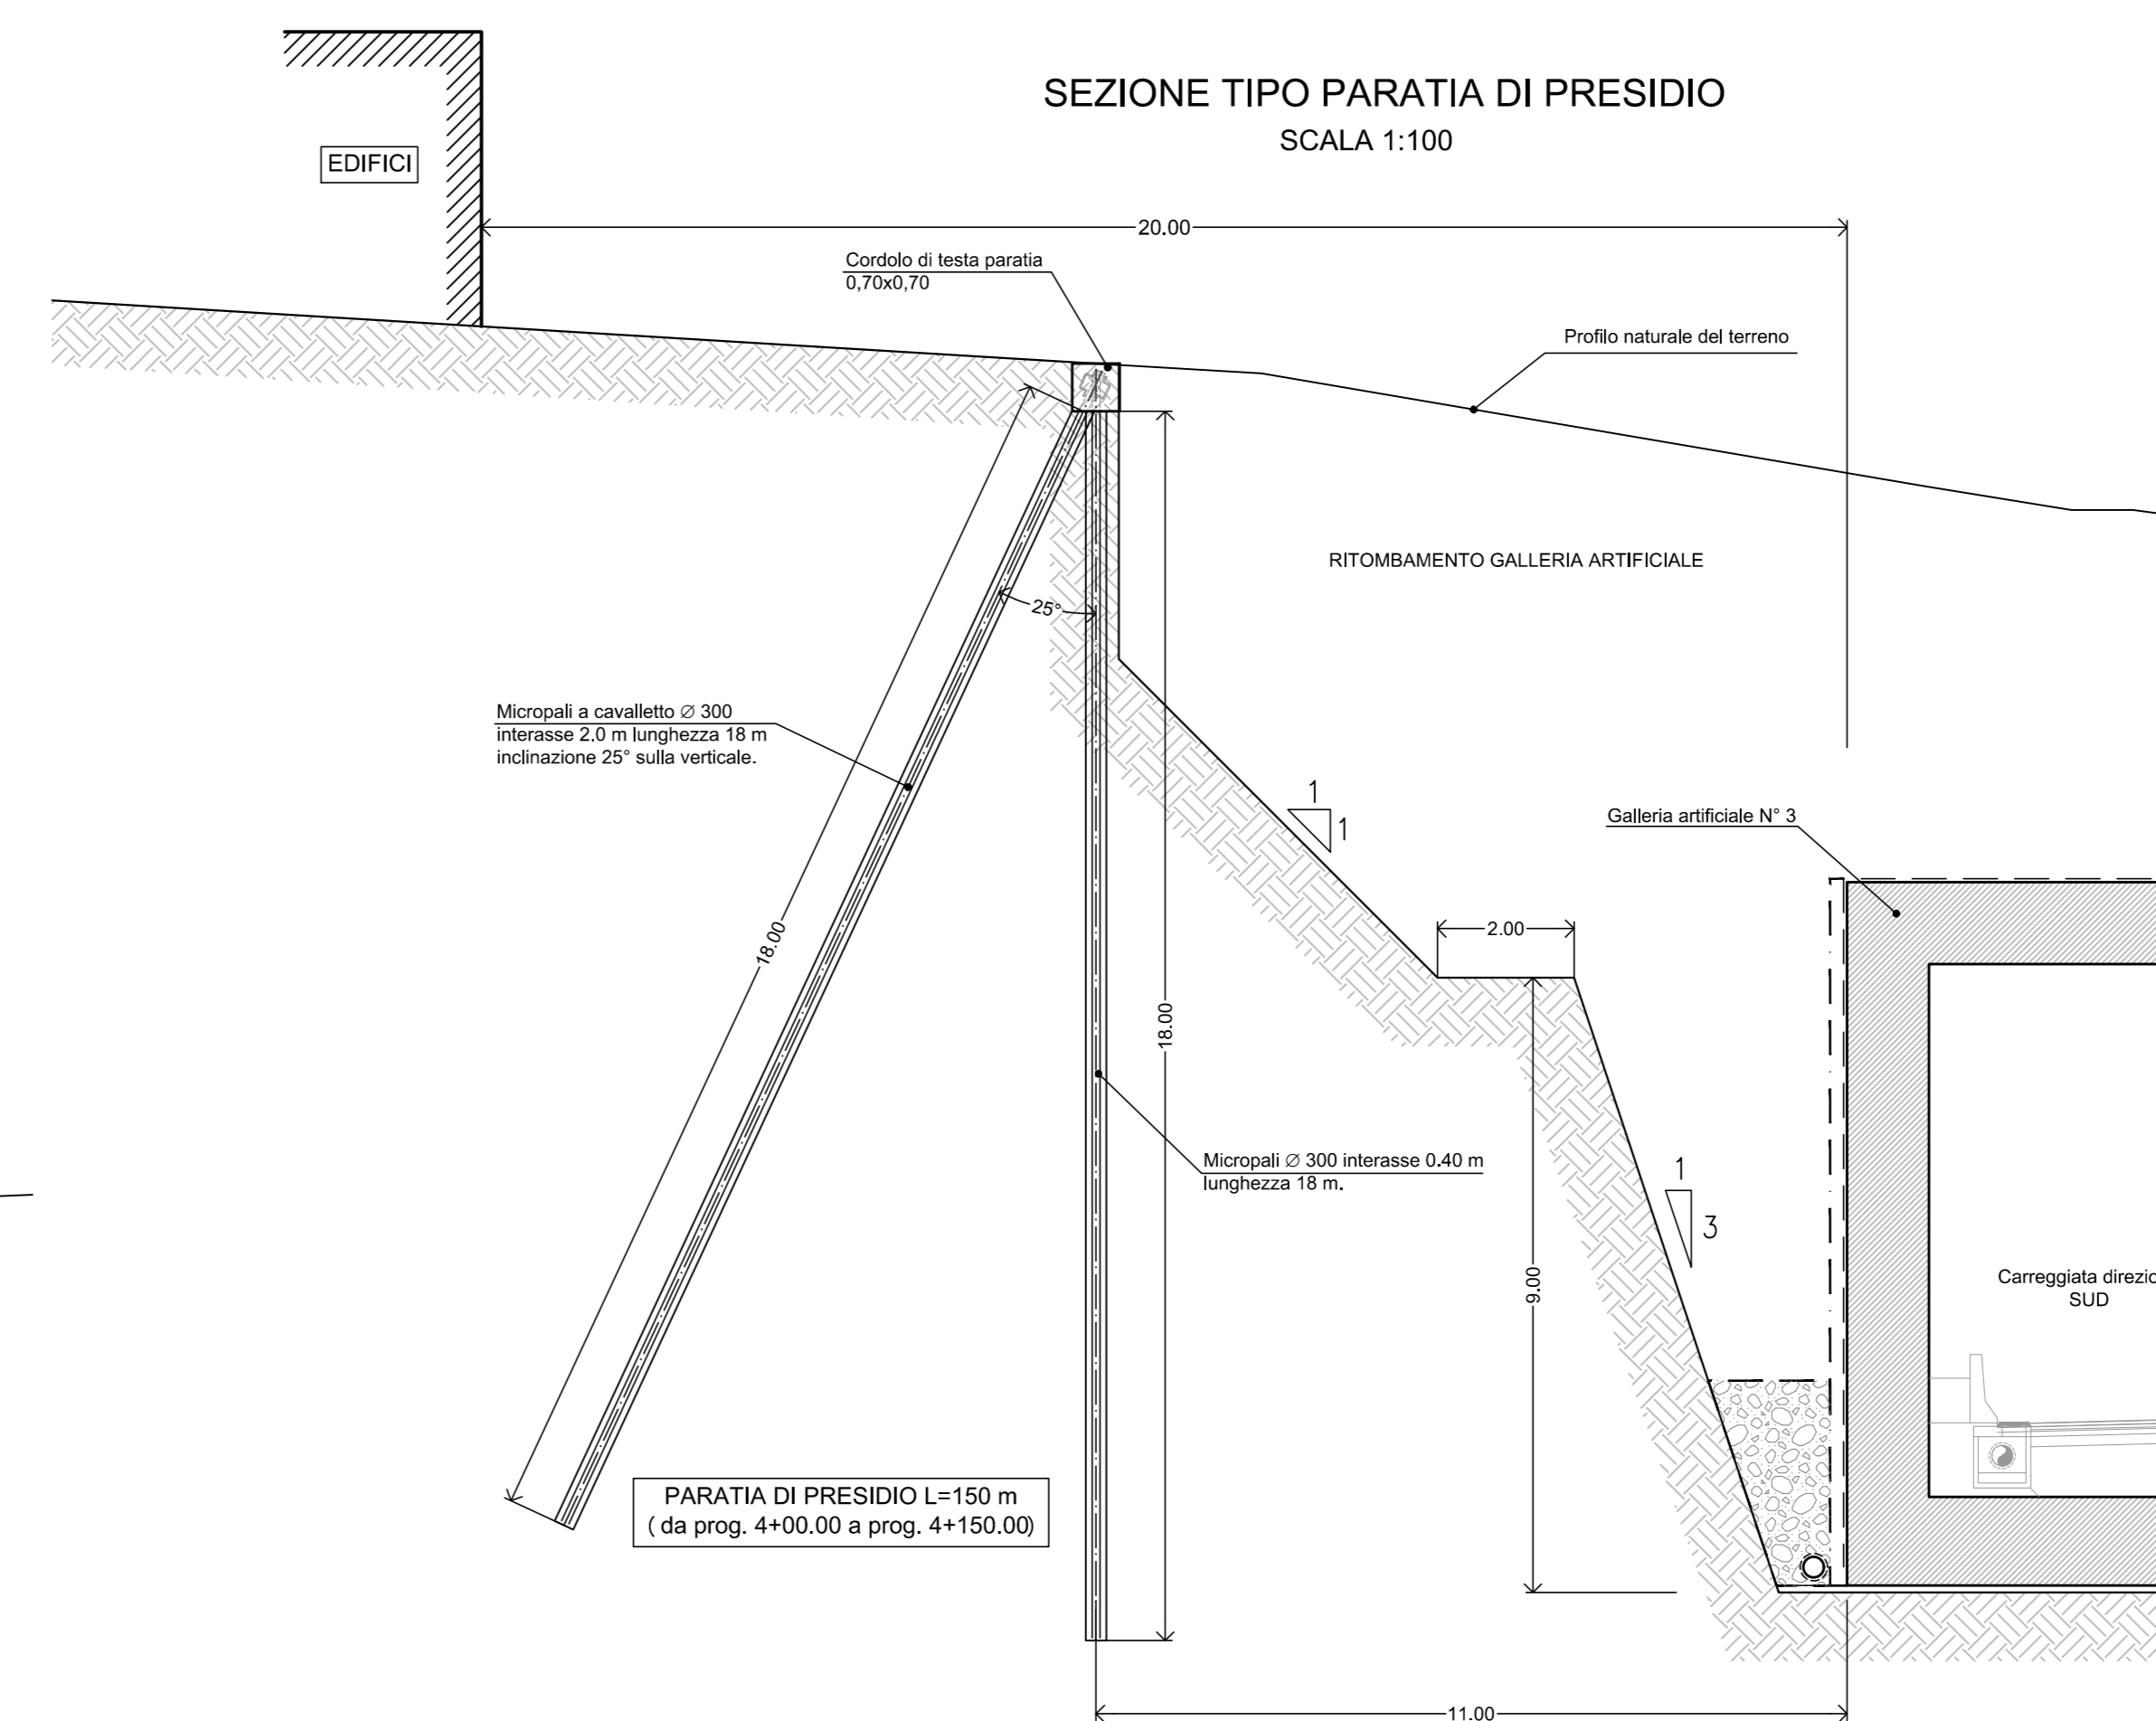 SEZIONE TIPO PARATIA DI PRESIDIO
SCALA 1:100
EDIFICI
20.00
Cordolo di testa paratia
0,70x0,70
Profilo naturale del terreno
RITOMBAMENTO GALLERIA ARTIFICIALE
25°
Micropali a cavalletto ∅ 300
interasse 2.0 m lunghezza 18 m
inclinazione 25° sulla verticale.
1
1
Galleria artificiale N° 3
2.00
18.00
18.00
Micropali ∅ 300 interasse 0.40 m
lunghezza 18 m.
1
3
9.00
Carreggiata direzio
SUD
PARATIA DI PRESIDIO L=150 m
( da prog. 4+00.00 a prog. 4+150.00)
11.00